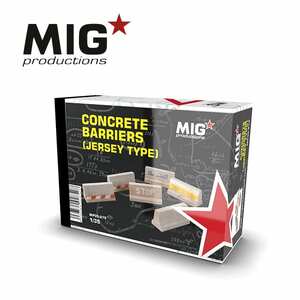 MIG
productions
CONCRETE
BARRIERS
(JERSEY TYPE)
MIG
productions
STOP
1/35